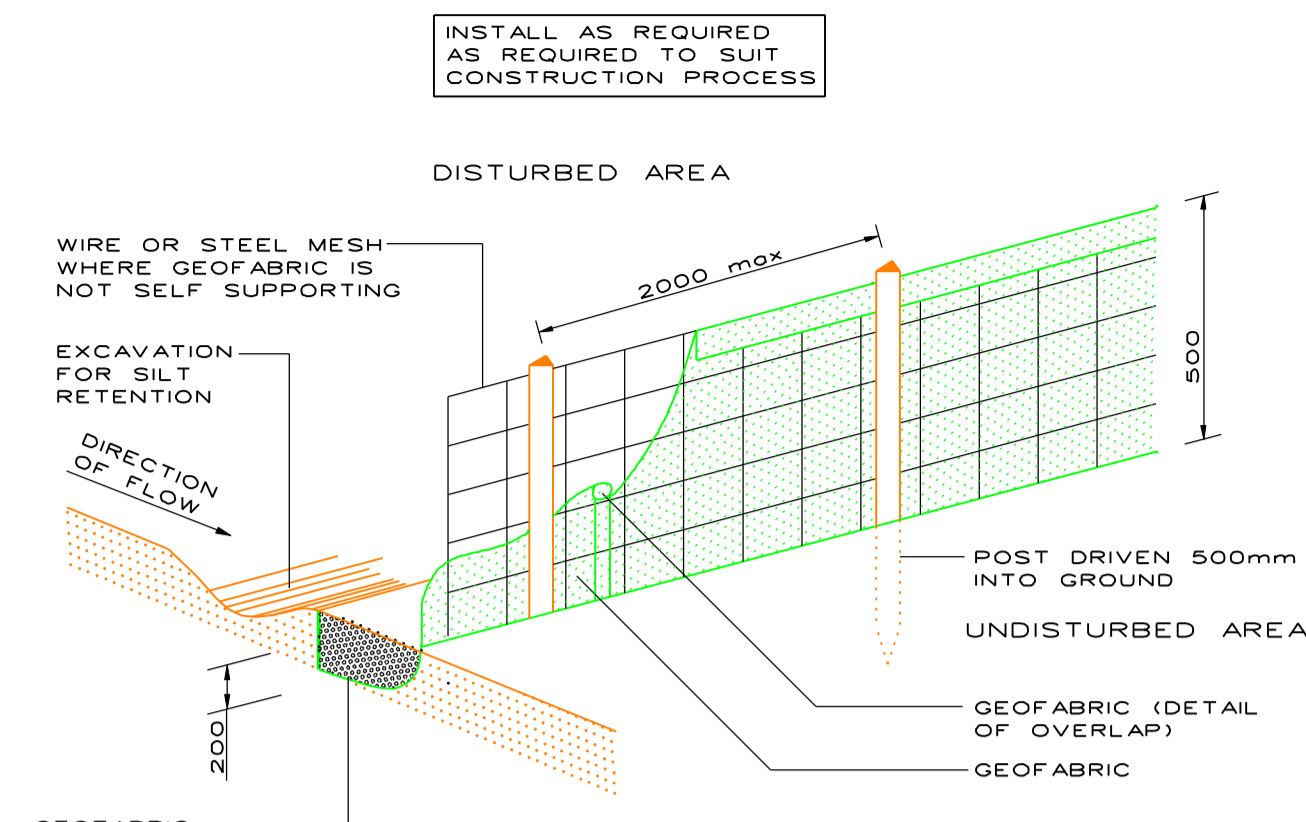 INSTALL AS REQUIRED
AS REQUIRED TO SUIT
CONSTRUCTION PROCESS
DISTURBED AREA
WIRE OR STEEL MESH
WHERE GEOFABRIC IS
NOT SELF SUPPORTING
2000 max
500
EXCAVATION
FOR SILT
RETENTION
DIRECTION
OF FLOW
POST DRIVEN 500mm
INTO GROUND
UNDISTURBED AREA
GEOFABRIC (DETAIL
OF OVERLAP)
GEOFABRIC
200
GEOFABRIC